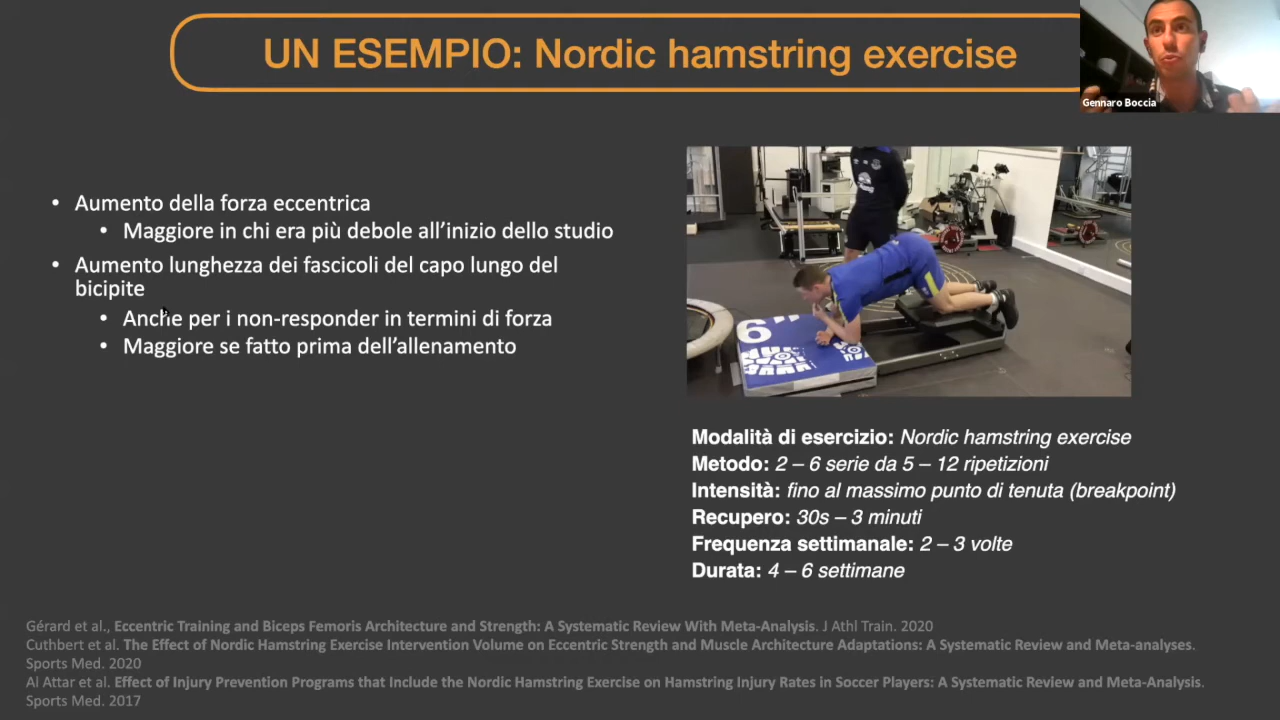 UN ESEMPIO: Nordic hamstring exercise
Gennaro Boccia
• Aumento della forza eccentrica
• Maggiore in chi era più debole all'inizio dello studio
• Aumento lunghezza dei fascicoli del capo lungo del
bicipite
• Anche per i non-responder in termini di forza
• Maggiore se fatto prima dell'allenamento
6
Modalità di esercizio: Nordic hamstring exercise
Metodo: 2 – 6 serie da 5 – 12 ripetizioni
Intensità: fino al massimo punto di tenuta (breakpoint)
Recupero: 30s – 3 minuti
Frequenza settimanale: 2 – 3 volte
Durata: 4 – 6 settimane
Gérard et al., Eccentric Training and Biceps Femoris Architecture and Strength: A Systematic Review With Meta-Analysis. J Athl Train. 2020
Cuthbert et al. The Effect of Nordic Hamstring Exercise Intervention Volume on Eccentric Strength and Muscle Architecture Adaptations: A Systematic Review and Meta-analyses.
Sports Med. 2020
Al Attar et al. Effect of Injury Prevention Programs that Include the Nordic Hamstring Exercise on Hamstring Injury Rates in Soccer Players: A Systematic Review and Meta-Analysis.
Sports Med. 2017